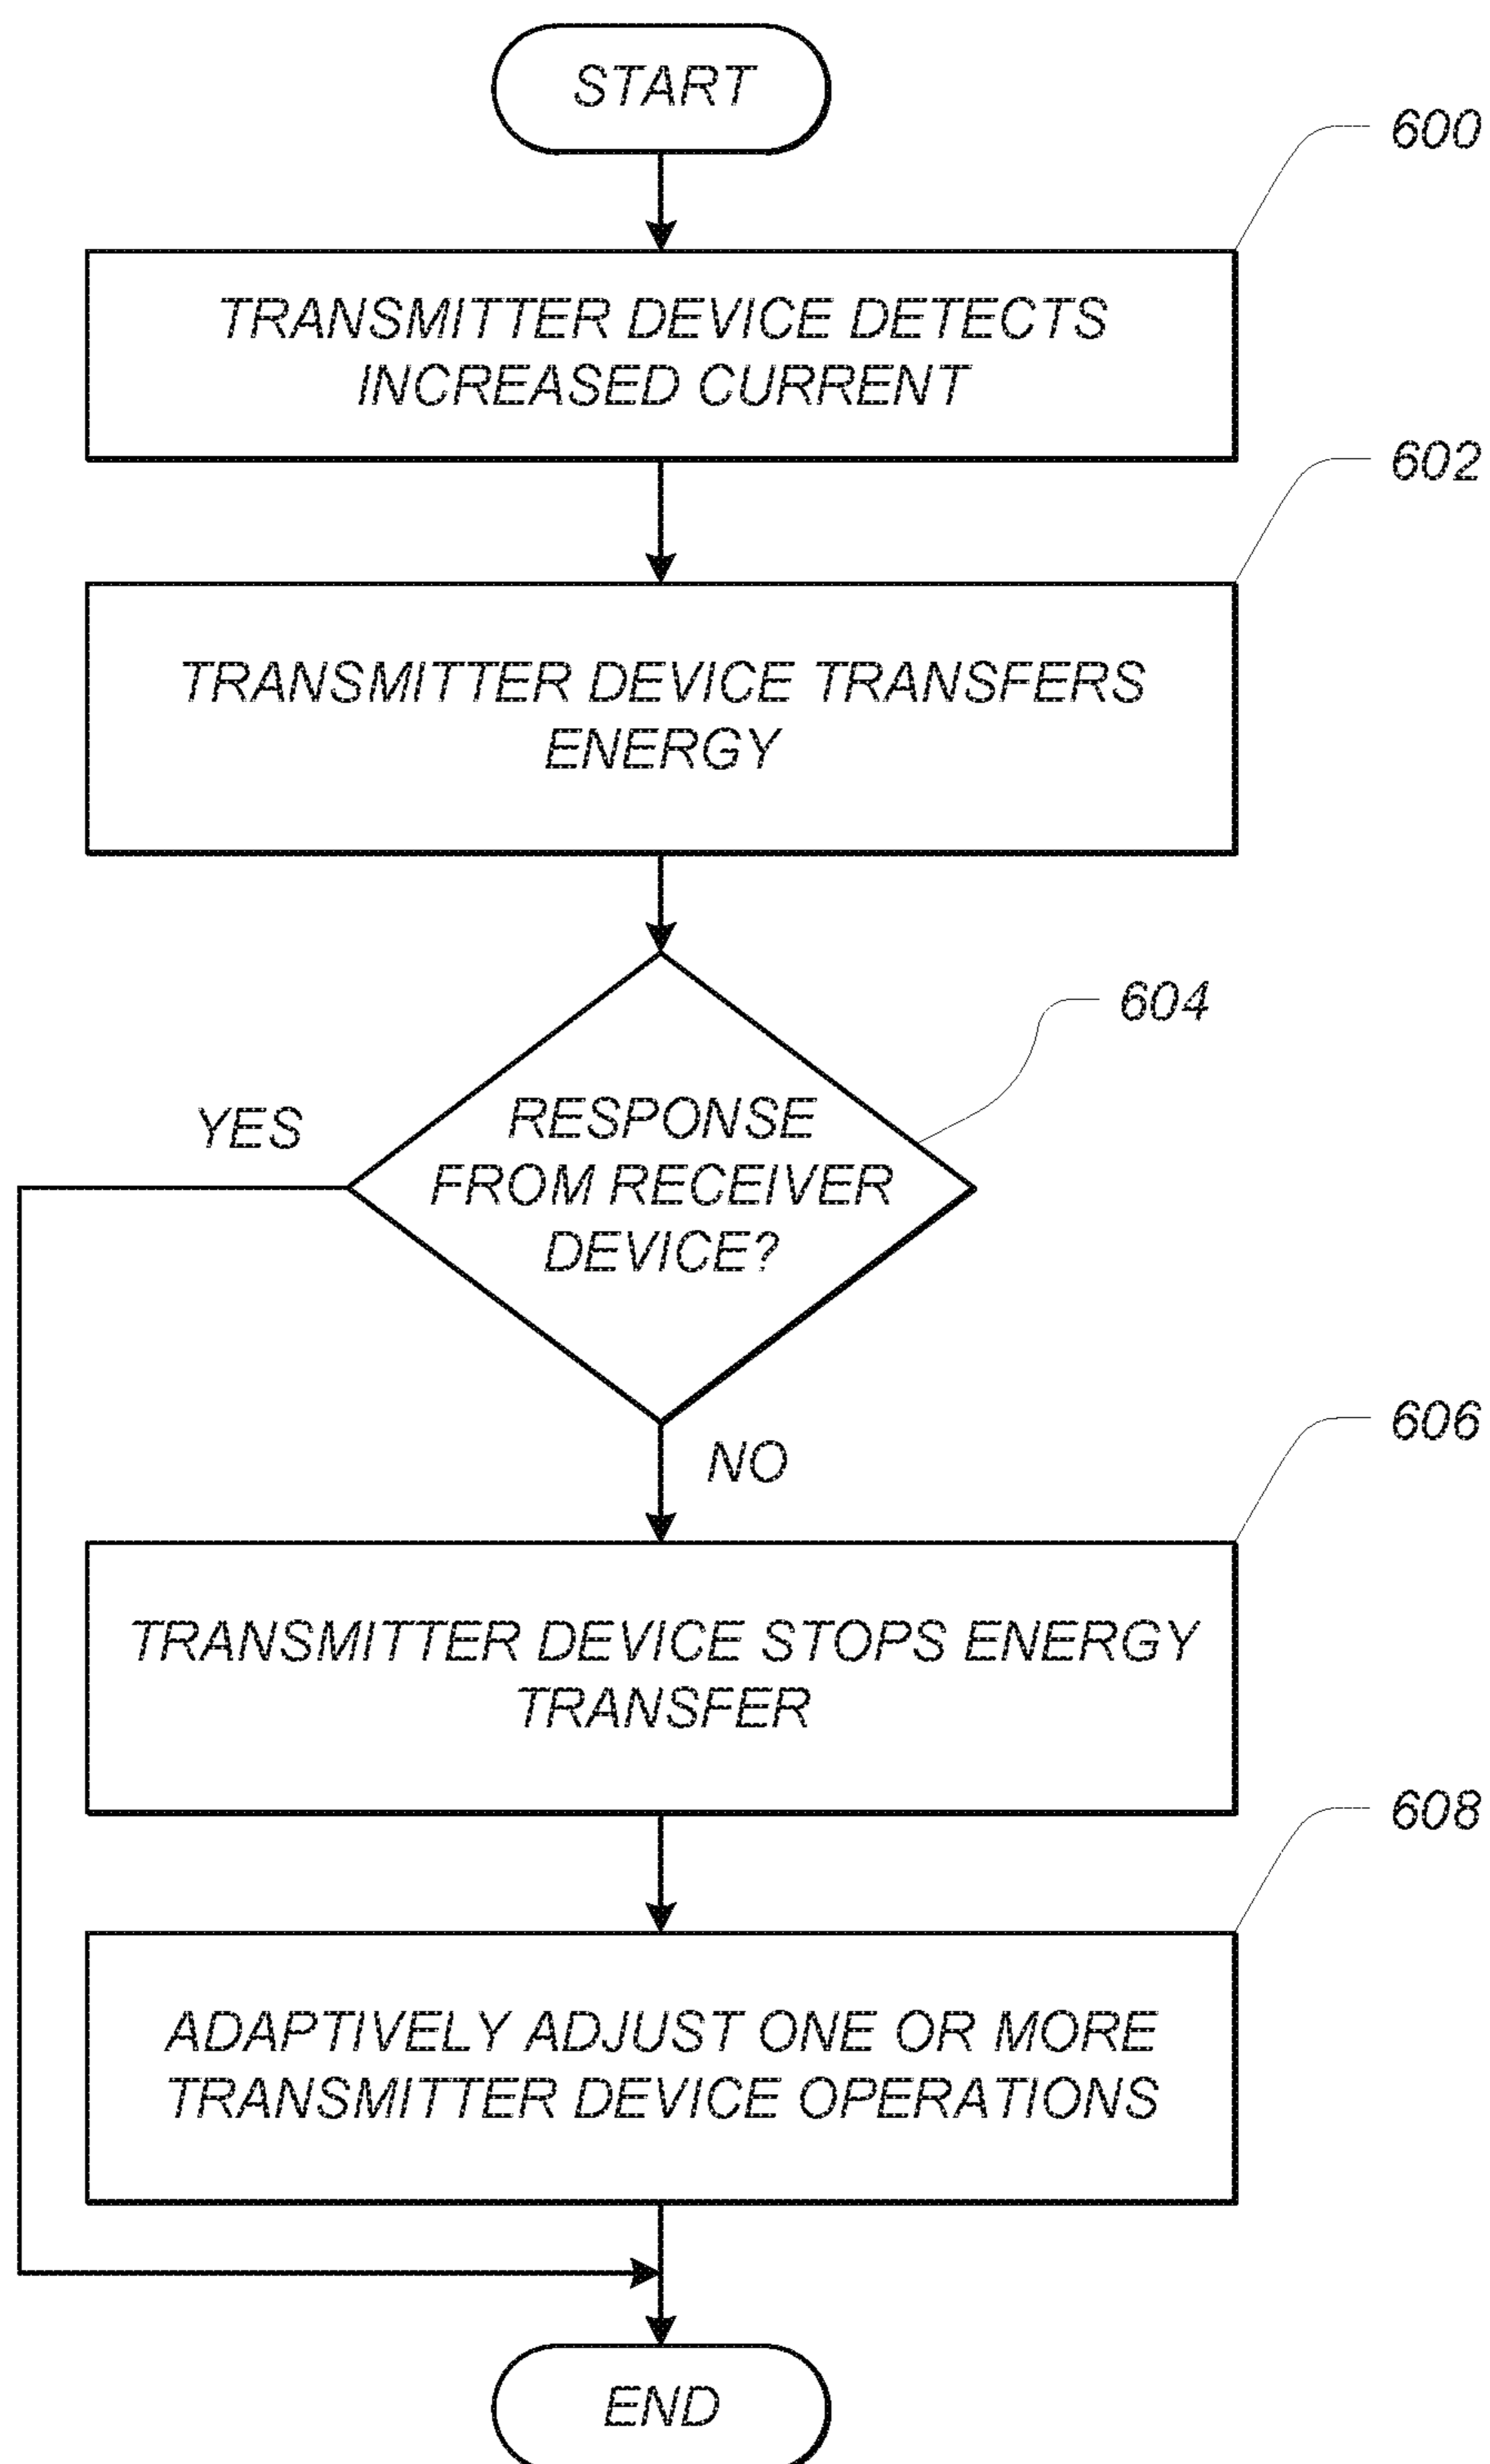 START
600
TRANSMITTER DEVICE DETECTS
INCREASED CURRENT
602
TRANSMITTER DEVICE TRANSFERS
ENERGY
604
YES
RESPONSE
FROM RECEIVER
DEVICE?
NO
606
TRANSMITTER DEVICE STOPS ENERGY
TRANSFER
608
ADAPTIVELY ADJUST ONE OR MORE
TRANSMITTER DEVICE OPERATIONS
END